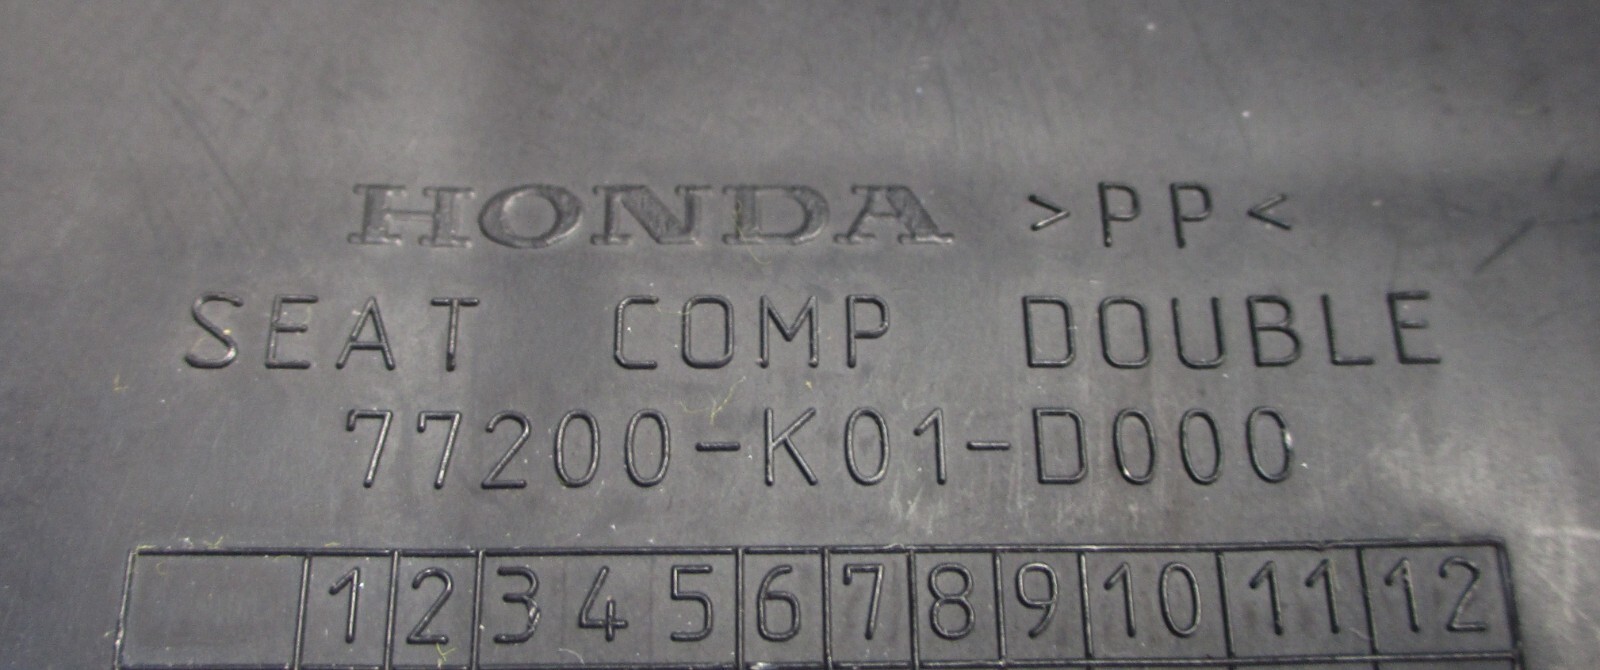 HONDA >PP<
SEAT COMP DOUBLE
77200-K01-D000
1 2 3 4 5 6 7 8 9 10 11 12